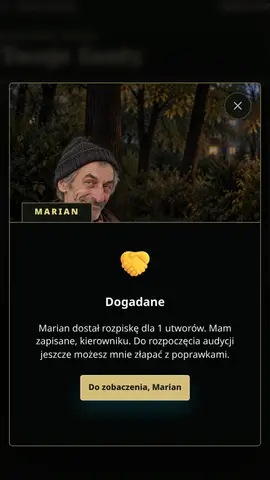 MARIAN
Dogadane
Marian dostał rozpiskę dla 1 utworów. Mam
zapisane, kierowniku. Do rozpoczęcia audycji
jeszcze możesz mnie złapać z poprawkami.
Do zobaczenia, Marian